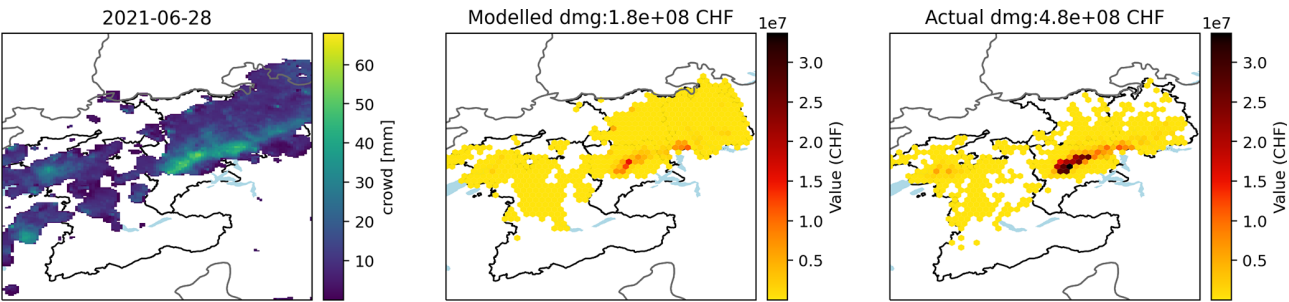 2021-06-28
60
50
40
30
20
10
crowd [mm]
Modelled dmg:1.8e+08 CHF
1e7
3.0
2.5
2.0
1.5
1.0
0.5
Value (CHF)
Actual dmg:4.8e+08 CHF
1e7
3.0
2.5
2.0
1.5
1.0
0.5
Value (CHF)